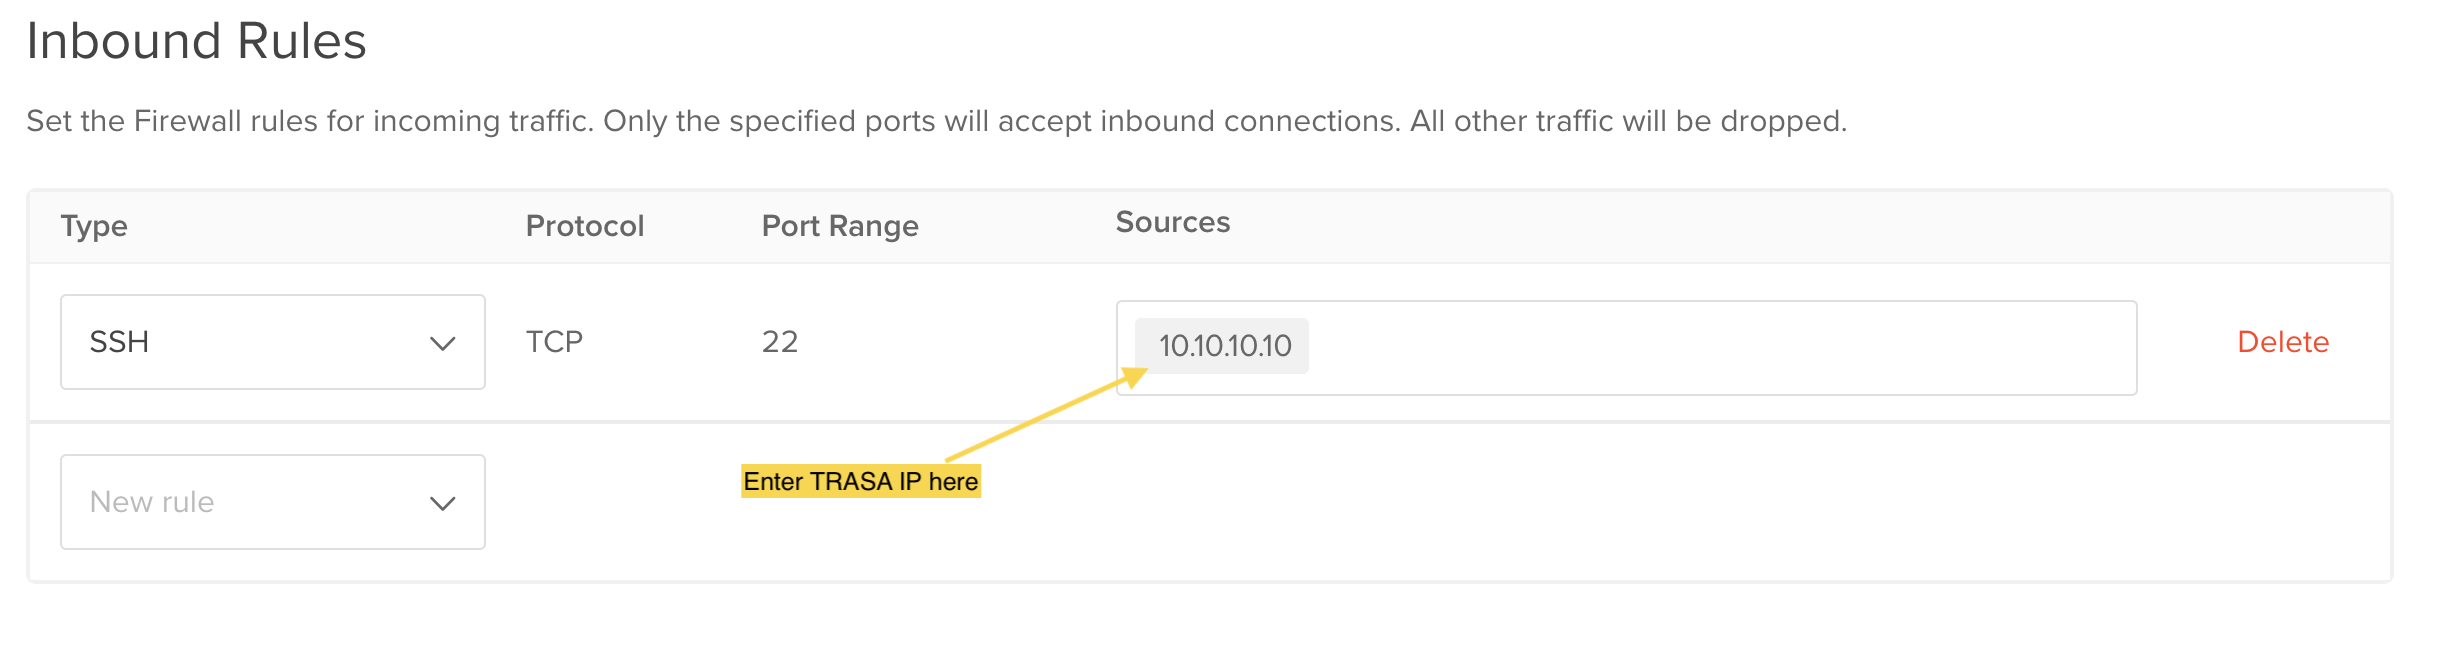 Inbound Rules
Set the Firewall rules for incoming traffic. Only the specified ports will accept inbound connections. All other traffic will be dropped.
Type Protocol Port Range Sources
SSH TCP 22 10.10.10.10 Delete
New rule Enter TRASA IP here